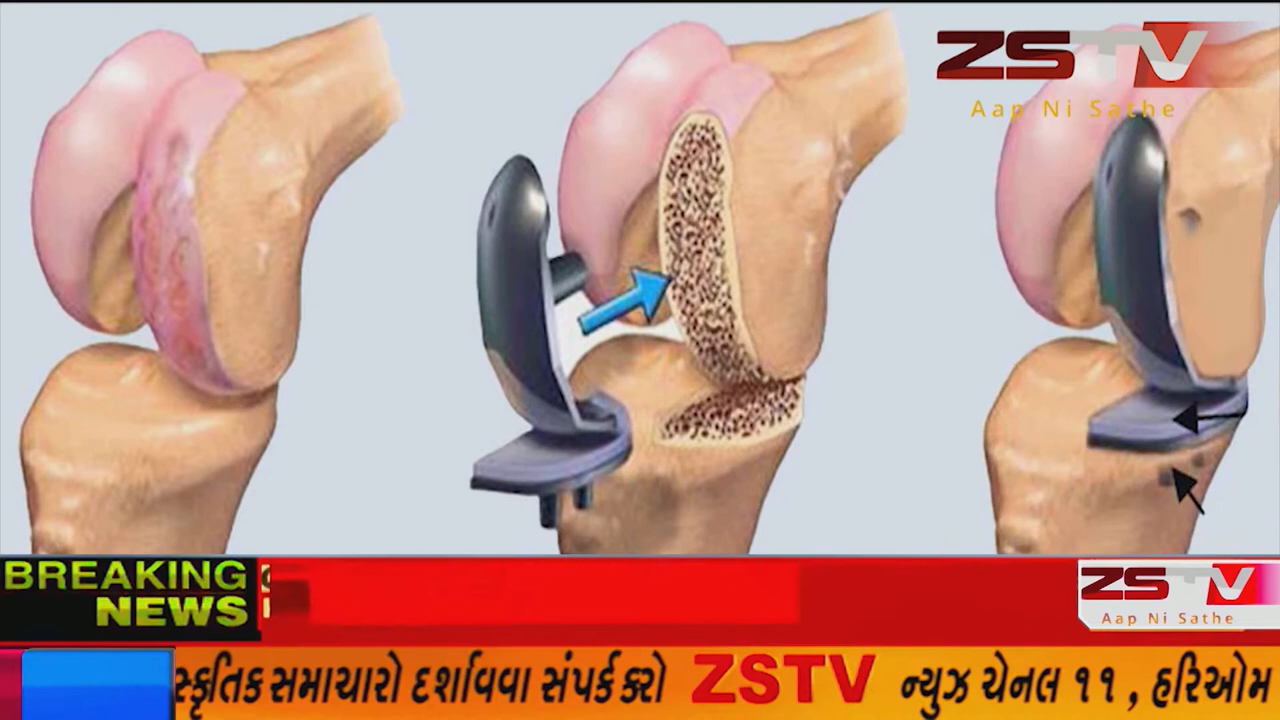 ZSTV
Aap Ni Sathe
BREAKING
NEWS
ZSTV
Aap Ni Sathe
સ્કૃતિક સમાચારો દર્શાવવા સંપર્ક કરો ZSTV ન્યુઝ ચેનલ ૧૧ , હરિઓમ